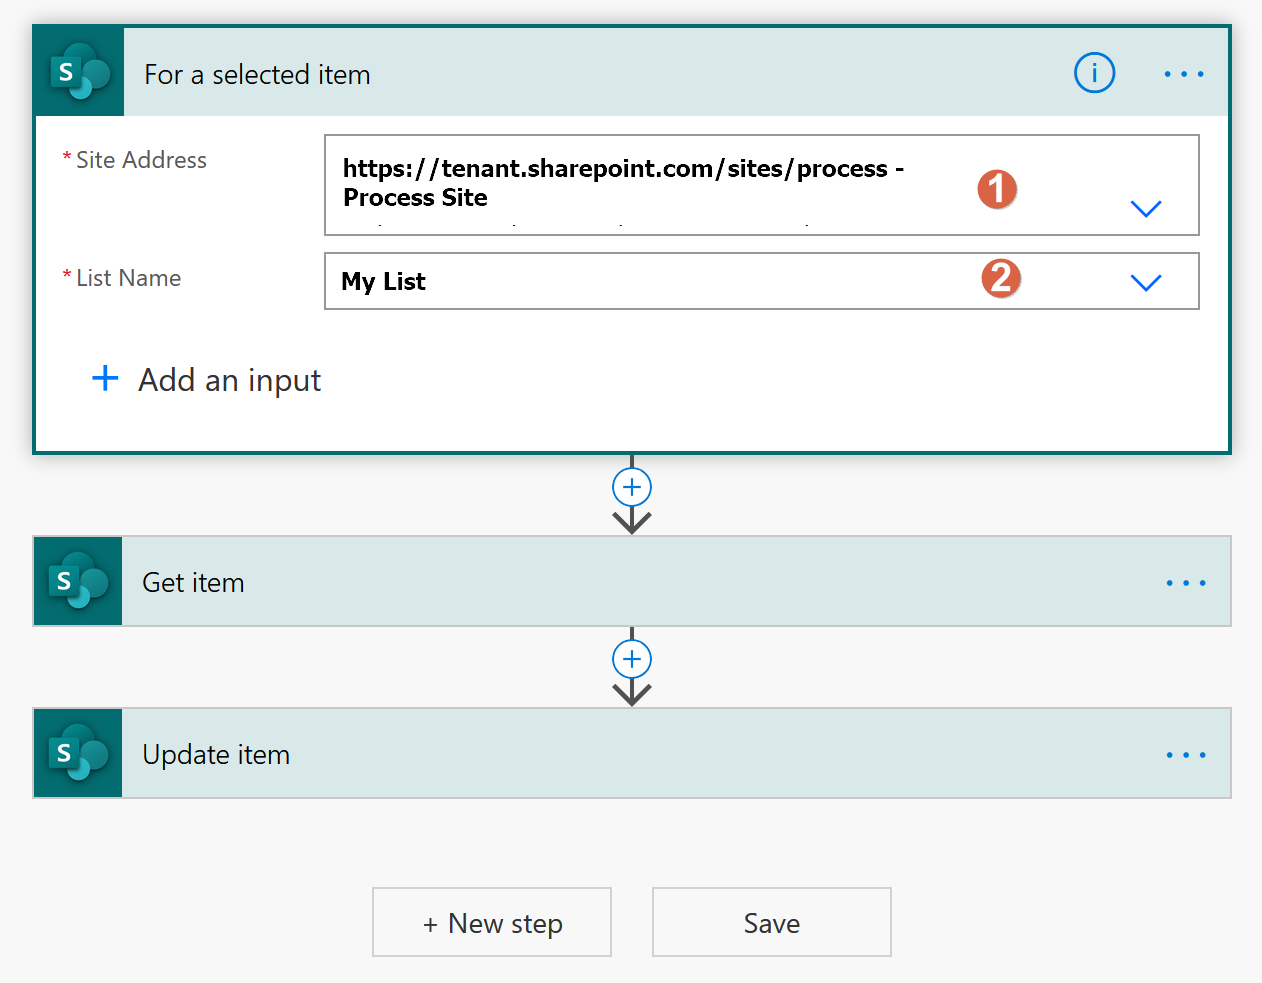 S
For a selected item
i
...
* Site Address
https://tenant.sharepoint.com/sites/process -
Process Site
1
* List Name
My List
2
+ Add an input
S
Get item
...
S
Update item
...
+ New step
Save